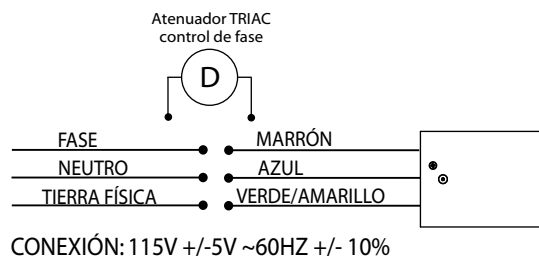 Atenuador TRIAC
control de fase
D
FASE MARRÓN
NEUTRO AZUL
TIERRA FÍSICA VERDE/AMARILLO
CONEXIÓN: 115V +/-5V ~60HZ +/- 10%